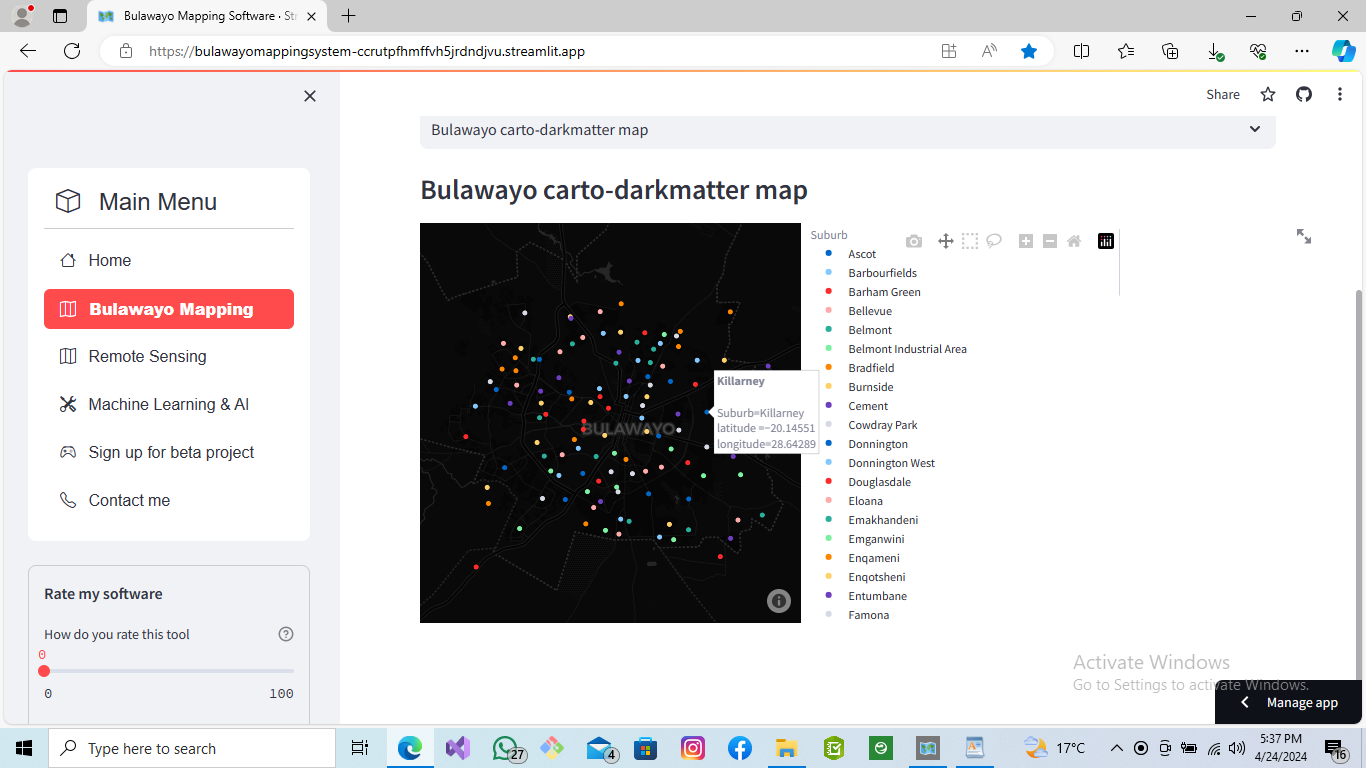 Bulawayo Mapping Software · Str
https://bulawayomappingsystem-ccrutpfhmffvh5jrdndjvu.streamlit.app
Share
Main Menu
Home
Bulawayo Mapping
Remote Sensing
Machine Learning & AI
Sign up for beta project
Contact me
Rate my software
How do you rate this tool
0
0 100
Bulawayo carto-darkmatter map
Bulawayo carto-darkmatter map
BULAWAYO
Killarney
Suburb=Killarney
latitude =−20.14551
longitude=28.64289
Suburb
Ascot
Barbourfields
Barham Green
Bellevue
Belmont
Belmont Industrial Area
Bradfield
Burnside
Cement
Cowdray Park
Donnington
Donnington West
Douglasdale
Eloana
Emakhandeni
Emganwini
Enqameni
Enqotsheni
Entumbane
Famona
Activate Windows
Go to Settings to activate Windows.
Manage app
Type here to search
27
4
17°C
5:37 PM
4/24/2024
16